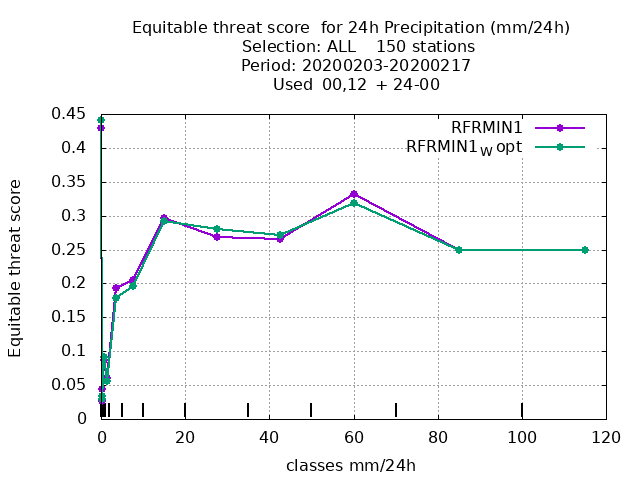 Equitable threat score for 24h Precipitation (mm/24h)
Selection: ALL 150 stations
Period: 20200203-20200217
Used 00,12 + 24-00
RFRMIN1
RFRMIN1W opt
Equitable threat score
0.45
0.4
0.35
0.3
0.25
0.2
0.15
0.1
0.05
0
0 20 40 60 80 100 120
classes mm/24h